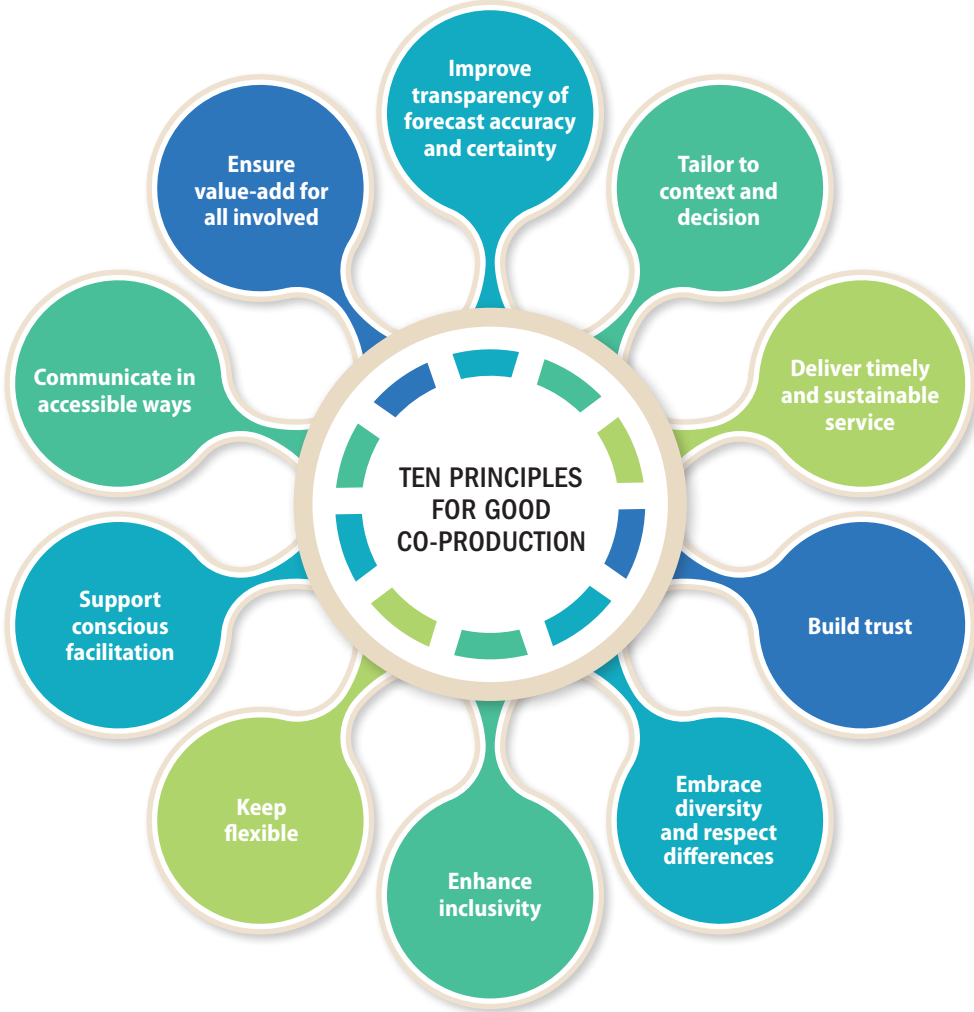 Improve
transparency of
forecast accuracy
and certainty
Tailor to
context and
decision
Deliver timely
and sustainable
service
Build trust
Embrace
diversity
and respect
differences
Enhance
inclusivity
Keep
flexible
Support
conscious
facilitation
Communicate in
accessible ways
Ensure
value-add for
all involved
TEN PRINCIPLES
FOR GOOD
CO-PRODUCTION